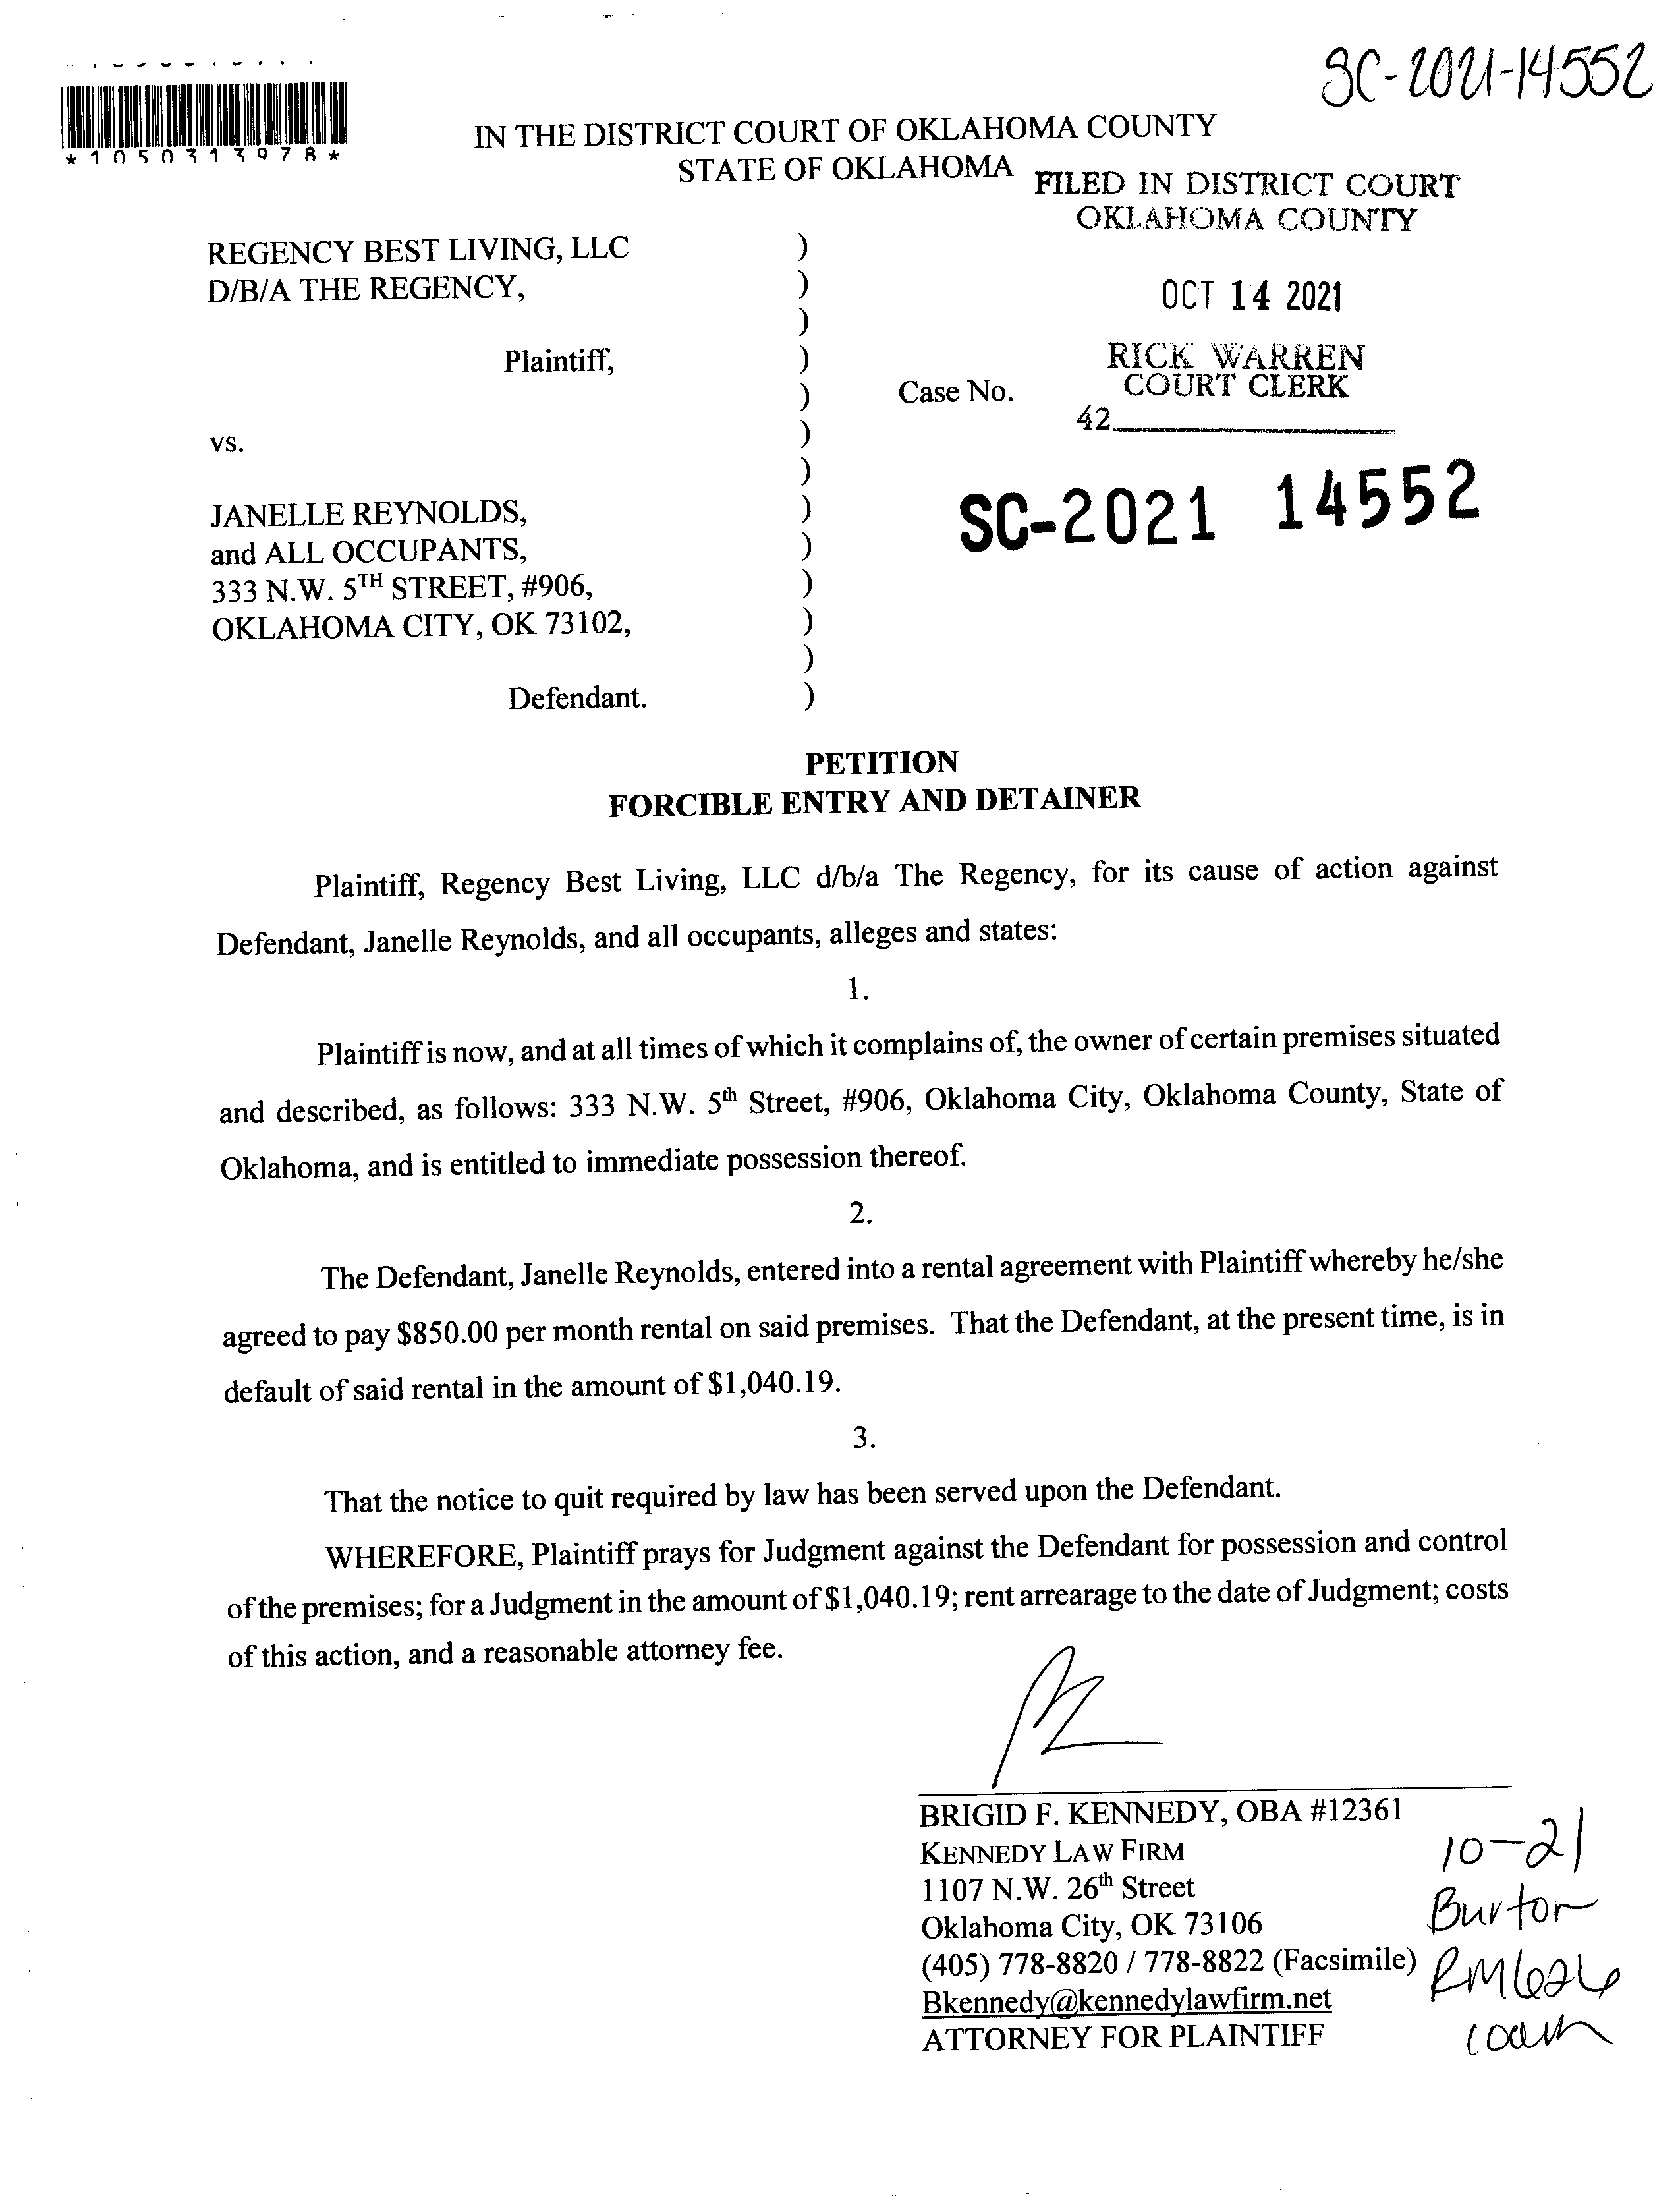 SC-2021-14552
*1050313978*
IN THE DISTRICT COURT OF OKLAHOMA COUNTY
STATE OF OKLAHOMA
FILED IN DISTRICT COURT
OKLAHOMA COUNTY
REGENCY BEST LIVING, LLC )
D/B/A THE REGENCY, )
OCT 14 2021
)
Plaintiff, )
RICK WARREN
COURT CLERK
) Case No.
42
vs. )
)
SC-2021 14552
JANELLE REYNOLDS, )
and ALL OCCUPANTS, )
333 N.W. 5TH STREET, #906, )
OKLAHOMA CITY, OK 73102, )
)
Defendant. )
PETITION
FORCIBLE ENTRY AND DETAINER
Plaintiff, Regency Best Living, LLC d/b/a The Regency, for its cause of action against
Defendant, Janelle Reynolds, and all occupants, alleges and states:
1.
Plaintiff is now, and at all times of which it complains of, the owner of certain premises situated
and described, as follows: 333 N.W. 5th Street, #906, Oklahoma City, Oklahoma County, State of
Oklahoma, and is entitled to immediate possession thereof.
2.
The Defendant, Janelle Reynolds, entered into a rental agreement with Plaintiff whereby he/she
agreed to pay $850.00 per month rental on said premises. That the Defendant, at the present time, is in
default of said rental in the amount of $1,040.19.
3.
That the notice to quit required by law has been served upon the Defendant.
WHEREFORE, Plaintiff prays for Judgment against the Defendant for possession and control
of the premises; for a Judgment in the amount of $1,040.19; rent arrearage to the date of Judgment; costs
of this action, and a reasonable attorney fee.
BRIGID F. KENNEDY, OBA #12361
KENNEDY LAW FIRM
1107 N.W. 26th Street
Oklahoma City, OK 73106
(405) 778-8820 / 778-8822 (Facsimile)
Bkennedy@kennedylawfirm.net
ATTORNEY FOR PLAINTIFF
10-21
Burton
RM626
10am